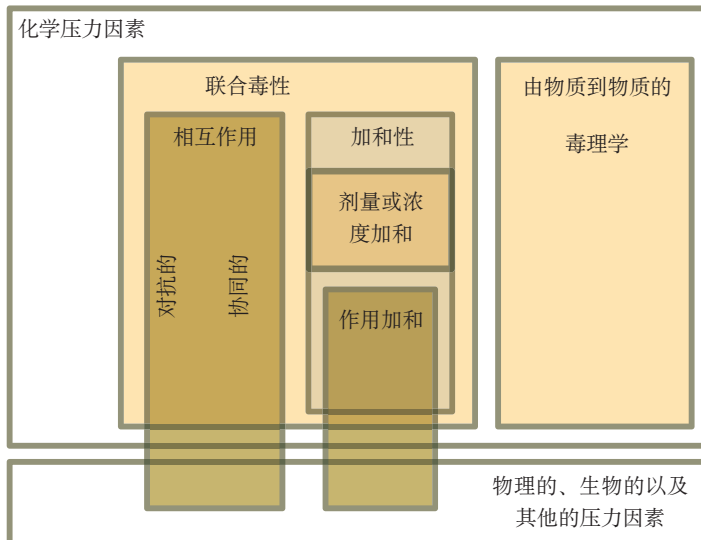 化学压力因素
联合毒性
由物质到物质的
毒理学
相互作用
加和性
剂量或浓
度加和
对抗的
协同的
作用加和
物理的、生物的以及
其他的压力因素